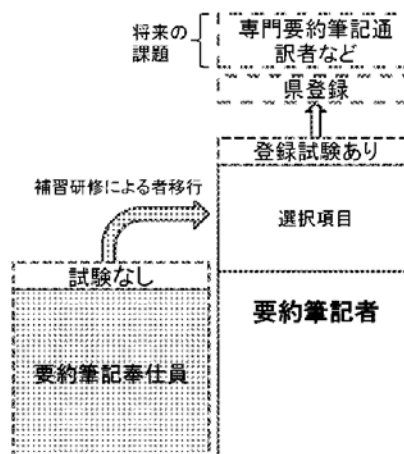 将来の
課題
専門要約筆記通
訳者など
県登録
登録試験あり
補習研修による者移行
選択項目
試験なし
要約筆記者
要約筆記奉仕員